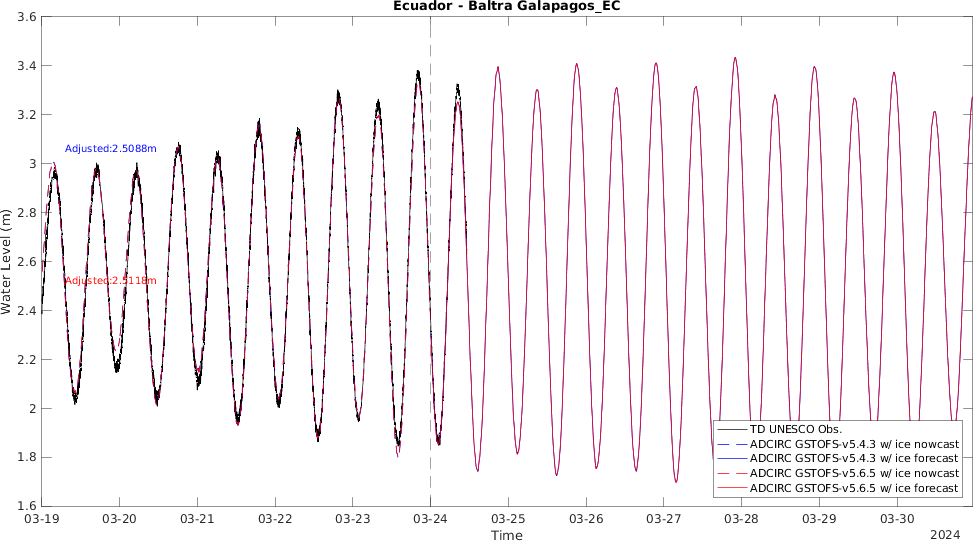 Ecuador - Baltra Galapagos_EC
3.6
3.4
3.2
3
2.8
2.6
2.4
2.2
2
1.8
1.6
Water Level (m)
Adjusted:2.5088m
Adjusted:2.5118m
TD UNESCO Obs.
ADCIRC GSTOFS-v5.4.3 w/ ice nowcast
ADCIRC GSTOFS-v5.4.3 w/ ice forecast
ADCIRC GSTOFS-v5.6.5 w/ ice nowcast
ADCIRC GSTOFS-v5.6.5 w/ ice forecast
03-19 03-20 03-21 03-22 03-23 03-24 03-25 03-26 03-27 03-28 03-29 03-30
Time
2024